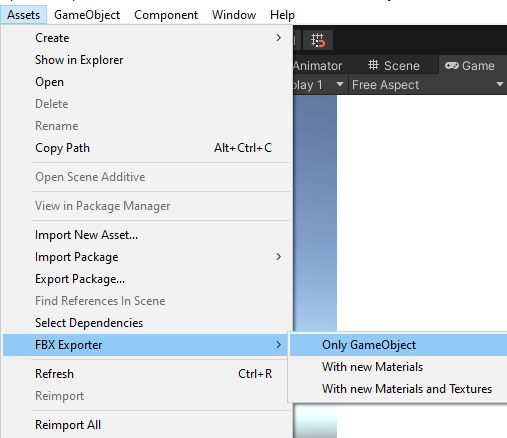 Assets GameObject Component Window Help
Create
Show in Explorer
Animator # Scene Game
Open
play 1 Free Aspect
Delete
Rename
Copy Path Alt+Ctrl+C
Open Scene Additive
View in Package Manager
Import New Asset...
Import Package
Export Package...
Find References In Scene
Select Dependencies
FBX Exporter
Only GameObject
With new Materials
With new Materials and Textures
Refresh Ctrl+R
Reimport
Reimport All